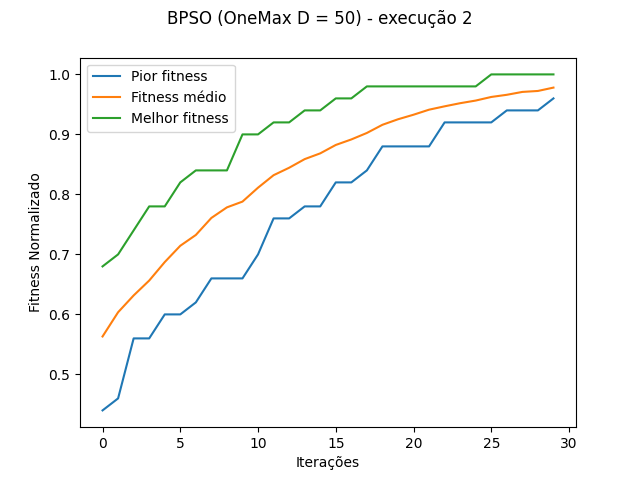 BPSO (OneMax D = 50) - execução 2
Pior fitness
Fitness médio
Melhor fitness
Fitness Normalizado
1.0
0.9
0.8
0.7
0.6
0.5
0 5 10 15 20 25 30
Iterações